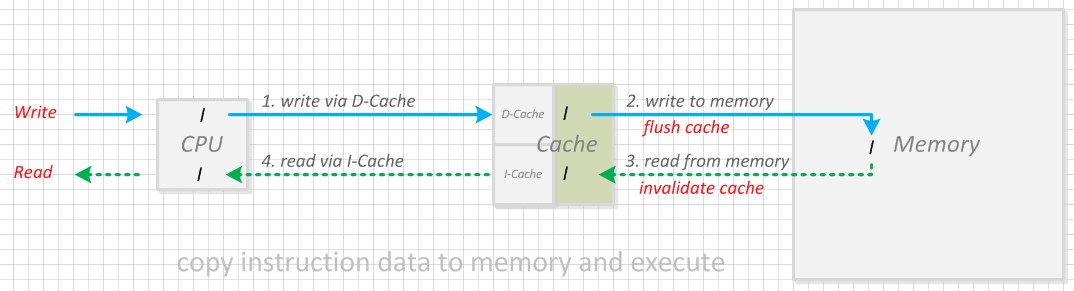 Write
1. write via D-Cache
D-Cache
I
2. write to memory
flush cache
I
CPU
Cache
I
Memory
Read
I
4. read via I-Cache
I-Cache
I
3. read from memory
invalidate cache
copy instruction data to memory and execute